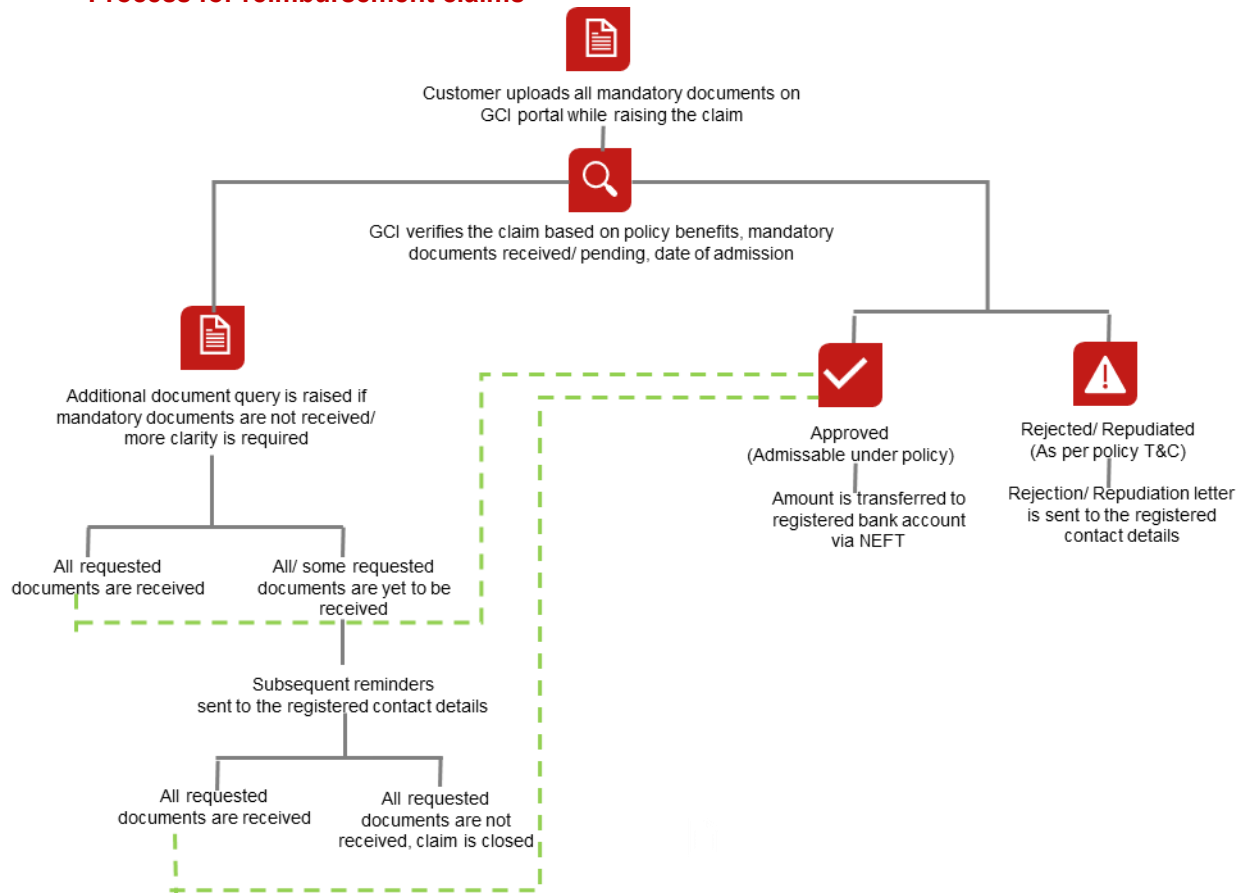 Process for reimbursement claims
Customer uploads all mandatory documents on
GCI portal while raising the claim
GCI verifies the claim based on policy benefits, mandatory
documents received/ pending, date of admission
Additional document query is raised if
mandatory documents are not received/
more clarity is required
Approved
(Admissable under policy)
Rejected/ Repudiated
(As per policy T&C)
Amount is transferred to
registered bank account
via NEFT
Rejection/ Repudiation letter
is sent to the registered
contact details
All requested
documents are received
All/ some requested
documents are yet to be
received
Subsequent reminders
sent to the registered contact details
All requested
documents are received
All requested
documents are not
received, claim is closed